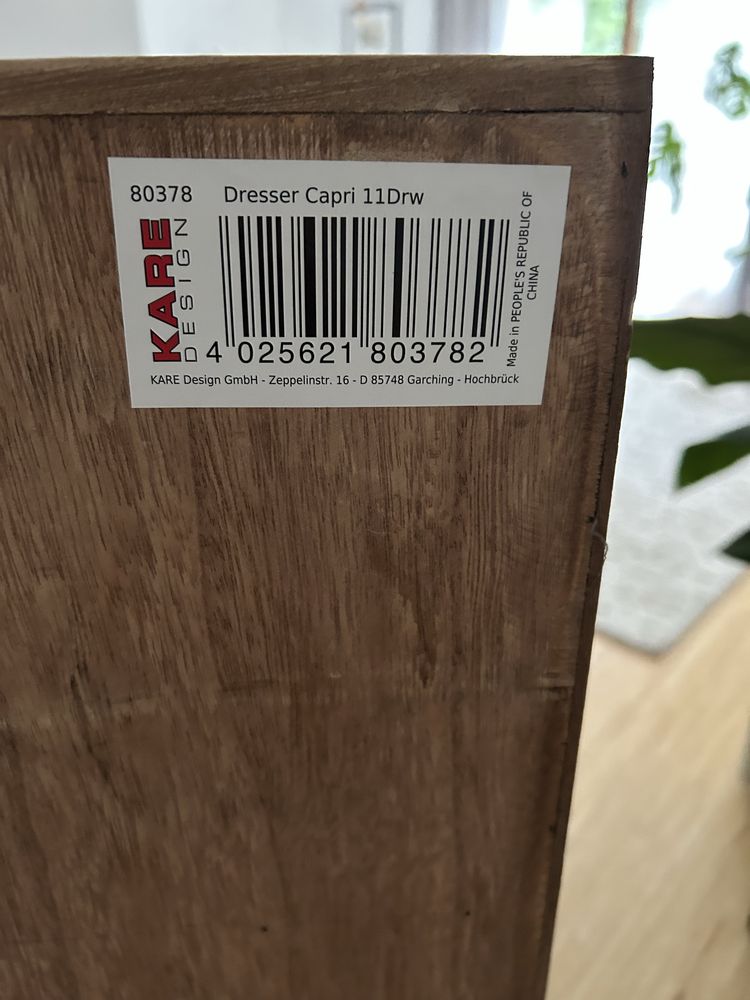 80378 Dresser Capri 11Drw
KARE
DESIGN
4 025621 803782
Made in PEOPLE'S REPUBLIC OF
CHINA
KARE Design GmbH - Zeppelinstr. 16 - D 85748 Garching - Hochbrück